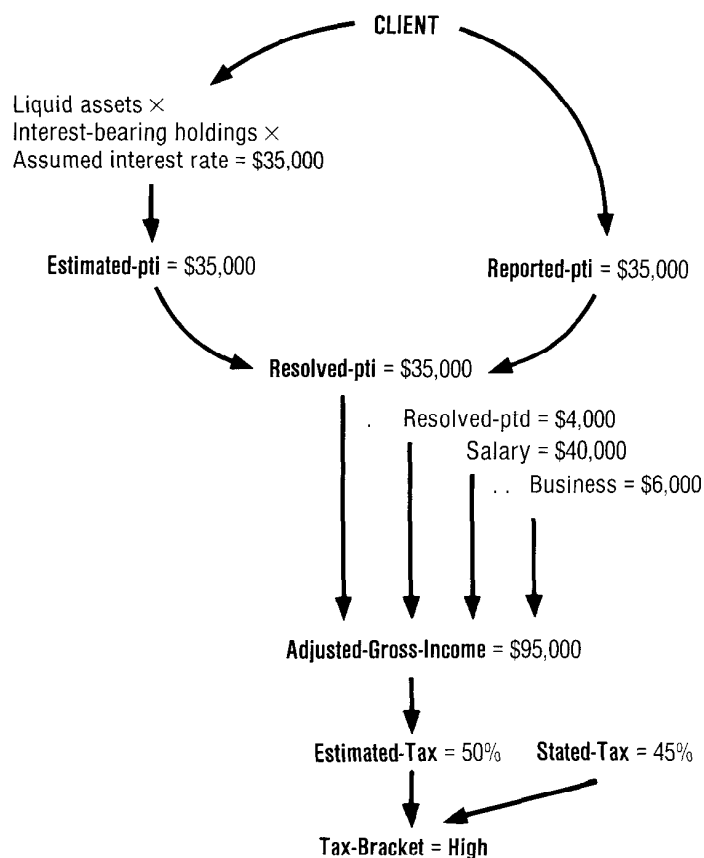 CLIENT
Liquid assets ×
Interest-bearing holdings ×
Assumed interest rate = $35,000
Estimated-pti = $35,000
Reported-pti = $35,000
Resolved-pti = $35,000
. Resolved-ptd = $4,000
Salary = $40,000
. . Business = $6,000
Adjusted-Gross-Income = $95,000
Estimated-Tax = 50%
Stated-Tax = 45%
Tax-Bracket = High